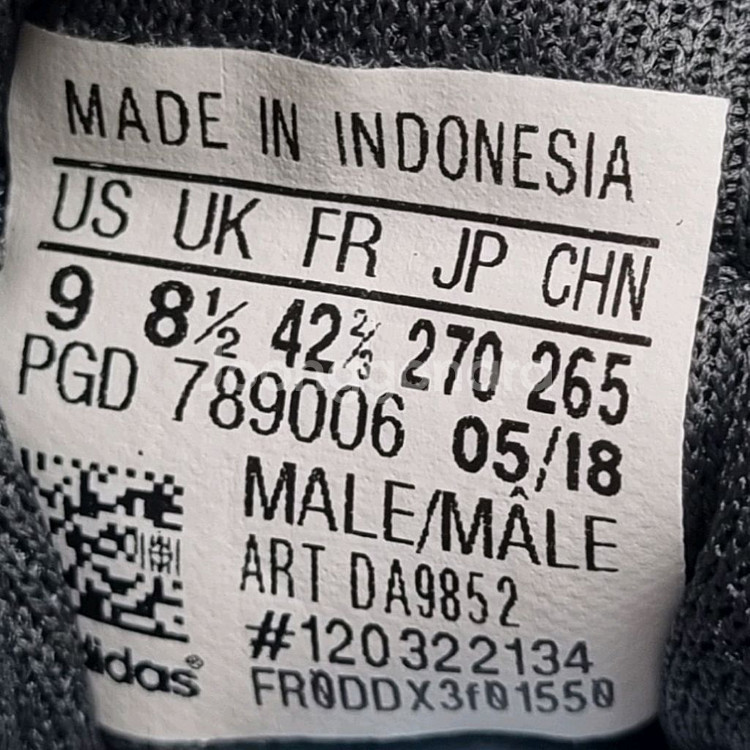 MADE IN INDONESIA
US UK FR JP CHN
9 8½ 42⅔ 270 265
PGD 789006 05/18
MALE/MÂLE
ART DA9852
#120322134
FR0DDX3f01550
adidas®